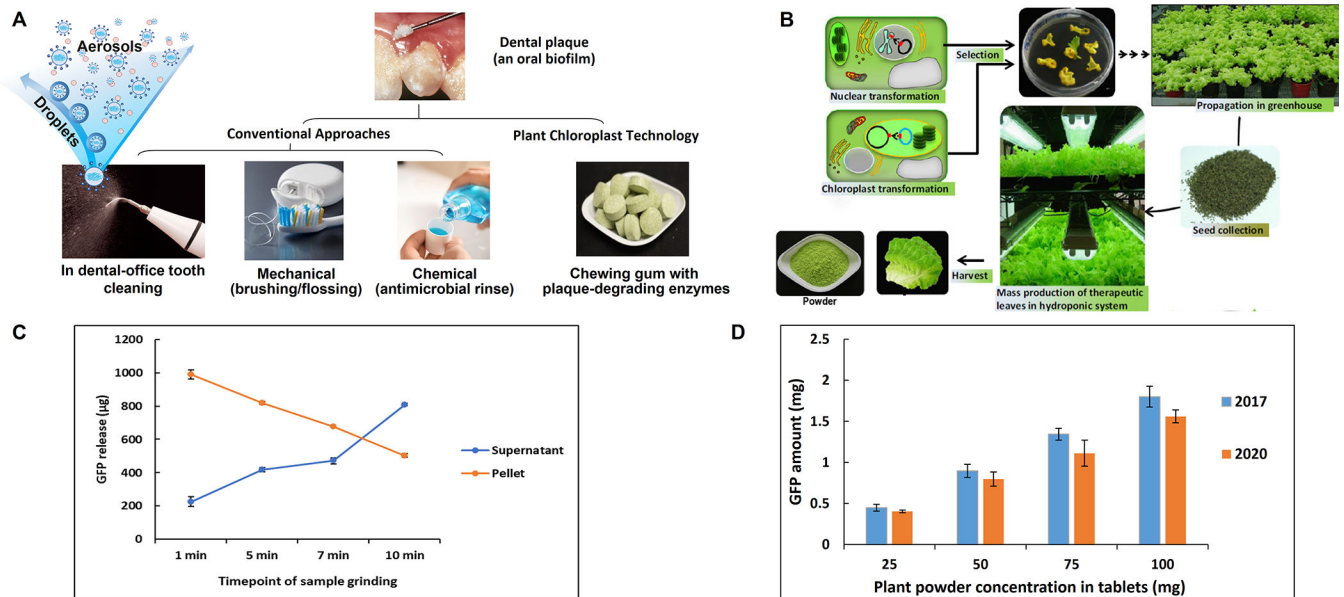 A
Aerosols
Droplets
Dental plaque
(an oral biofilm)
Conventional Approaches
Plant Chloroplast Technology
In dental-office tooth
cleaning
Mechanical
(brushing/flossing)
Chemical
(antimicrobial rinse)
Chewing gum with
plaque-degrading enzymes
B
Nuclear transformation
Selection
Propagation in greenhouse
Chloroplast transformation
Seed collection
Mass production of therapeutic
leaves in hydroponic system
Harvest
Powder
C
1200
1000
800
600
400
200
0
GFP release (µg)
1 min
5 min
7 min
10 min
Timepoint of sample grinding
Supernatant
Pellet
D
2.5
2
1.5
1
0.5
0
GFP amount (mg)
25
50
75
100
Plant powder concentration in tablets (mg)
2017
2020